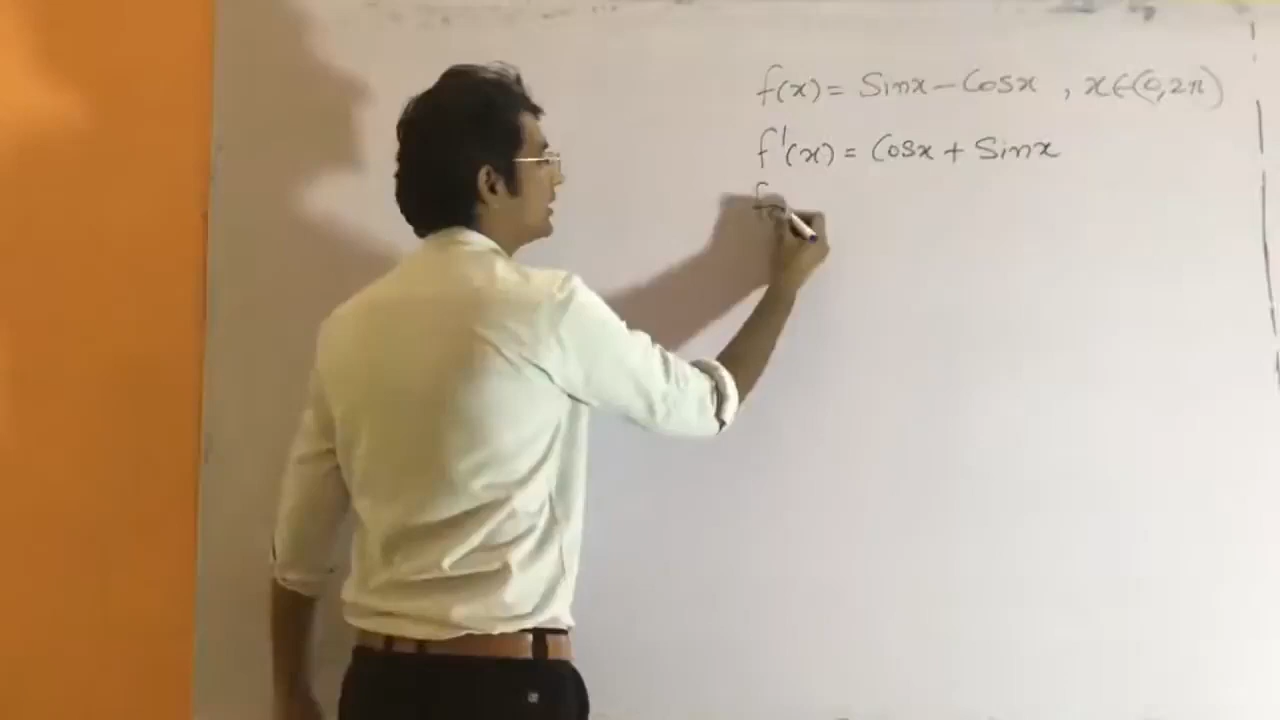 f(x) = Sinx - Cosx , x∈(0,2π)
f'(x) = Cosx + Sinx
f